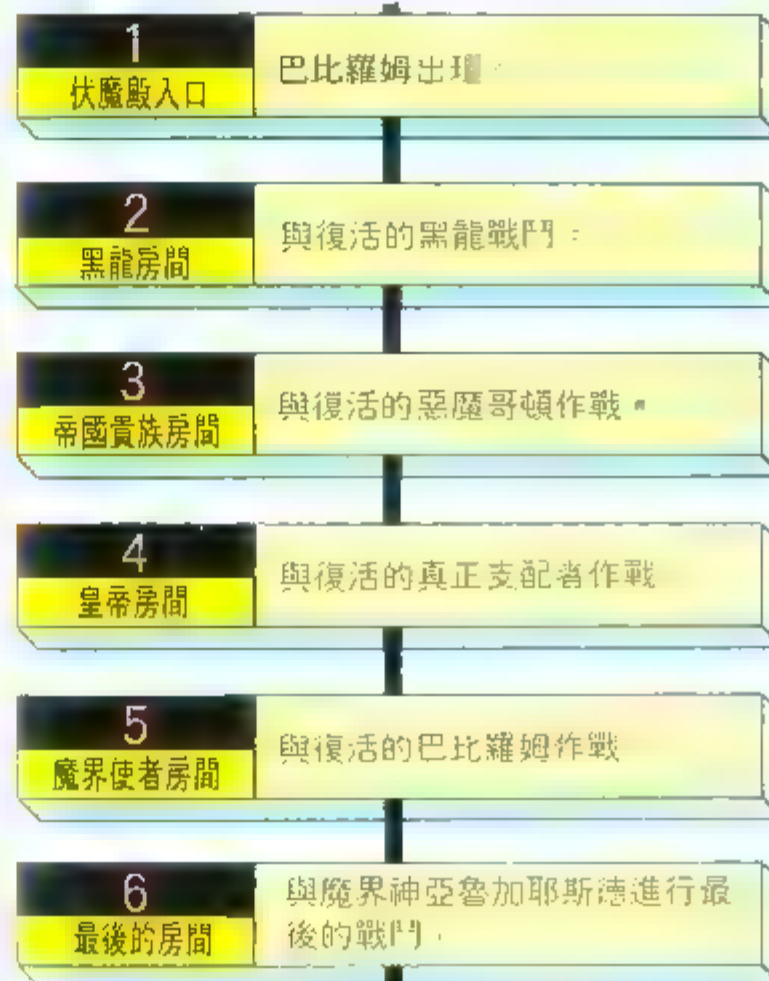 1
伏魔殿入口
巴比羅姆出現。
2
黑龍房間
與復活的黑龍戰鬥。
3
帝國貴族房間
與復活的惡魔哥頓作戰。
4
皇帝房間
與復活的真正支配者作戰
5
魔界使者房間
與復活的巴比羅姆作戰
6
最後的房間
與魔界神亞魯加耶斯德進行最
後的戰鬥。